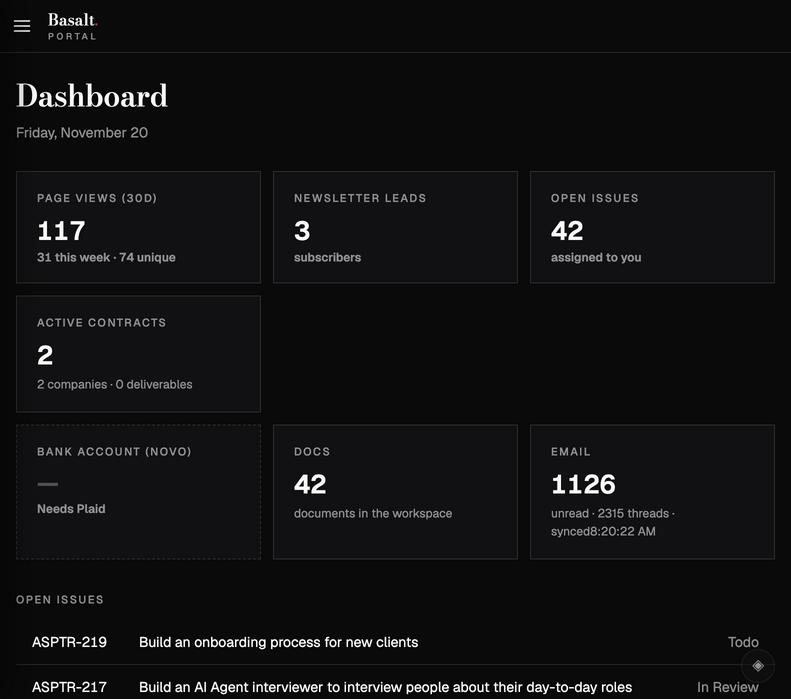 Basalt.
PORTAL
Dashboard
Friday, November 20
PAGE VIEWS (30D)
117
31 this week · 74 unique
NEWSLETTER LEADS
3
subscribers
OPEN ISSUES
42
assigned to you
ACTIVE CONTRACTS
2
2 companies · 0 deliverables
BANK ACCOUNT (NOVO)
—
Needs Plaid
DOCS
42
documents in the workspace
EMAIL
1126
unread · 2315 threads ·
synced8:20:22 AM
OPEN ISSUES
ASPTR-219 Build an onboarding process for new clients Todo
ASPTR-217 Build an AI Agent interviewer to interview people about their day-to-day roles In Review